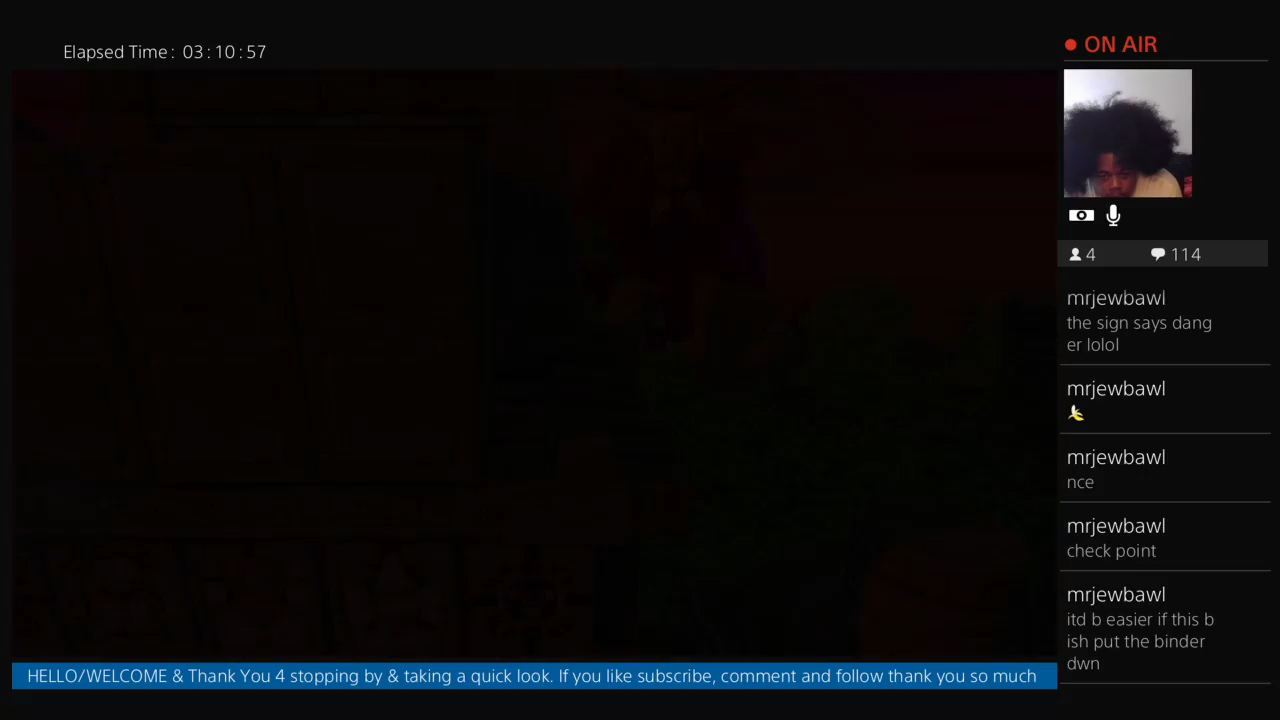 Elapsed Time: 03:10:57
ON AIR
4 114
mrjewbawl
the sign says dang
er lolol
mrjewbawl
🍌
mrjewbawl
nce
mrjewbawl
check point
mrjewbawl
itd b easier if this b
ish put the binder
dwn
HELLO/WELCOME & Thank You 4 stopping by & taking a quick look. If you like subscribe, comment and follow thank you so much